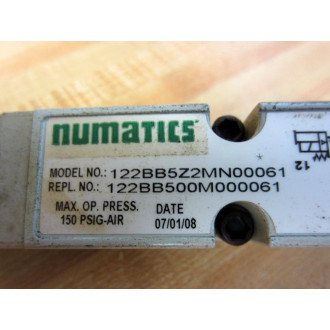 numatics®
MODEL NO.: 122BB5Z2MN00061
REPL NO.: 122BB500M000061
MAX. OP. PRESS. DATE
150 PSIG-AIR 07/01/08
12